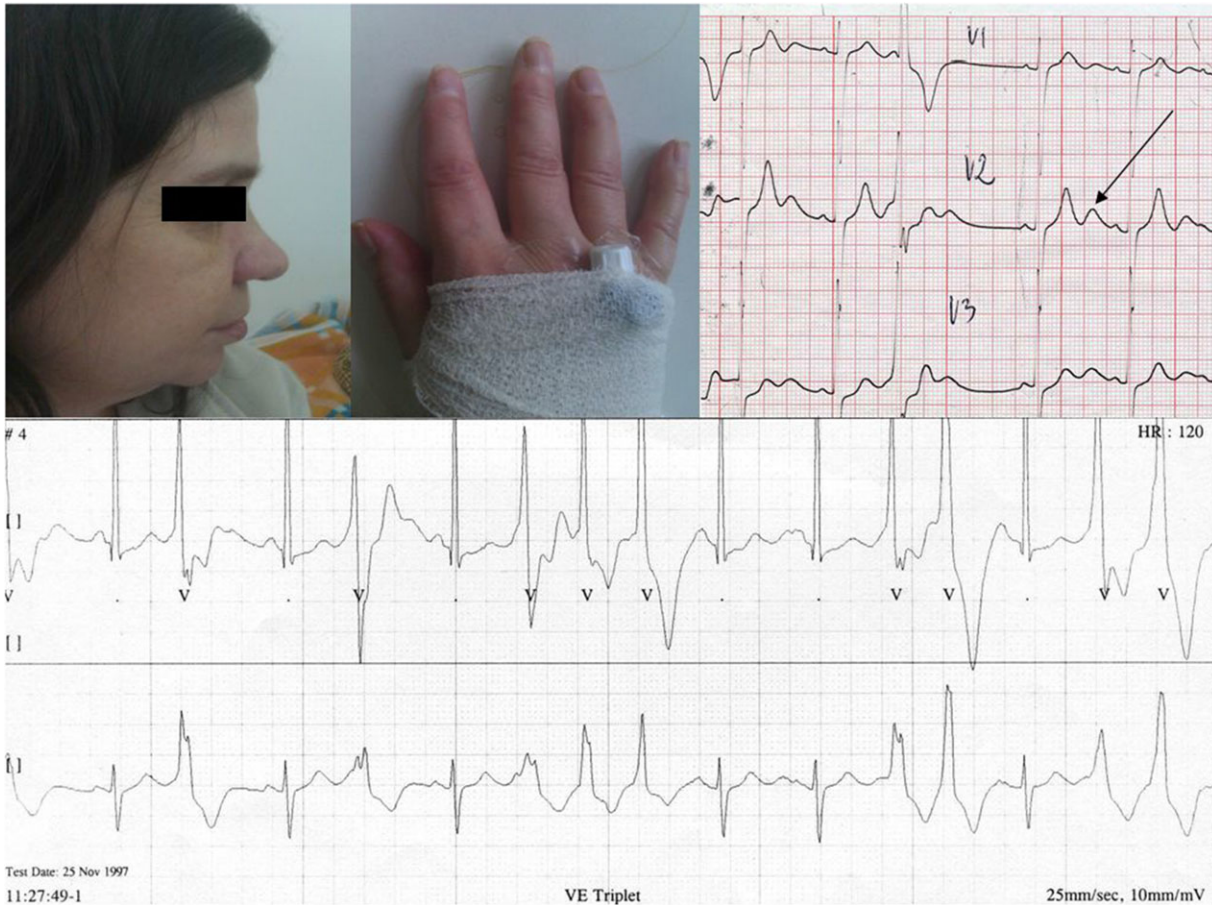 V1
V2
V3
# 4
HR : 120
[ ]
V V V V V V V V V V
[ ]
[ ]
Test Date: 25 Nov 1997
11:27:49-1
VE Triplet
25mm/sec, 10mm/mV